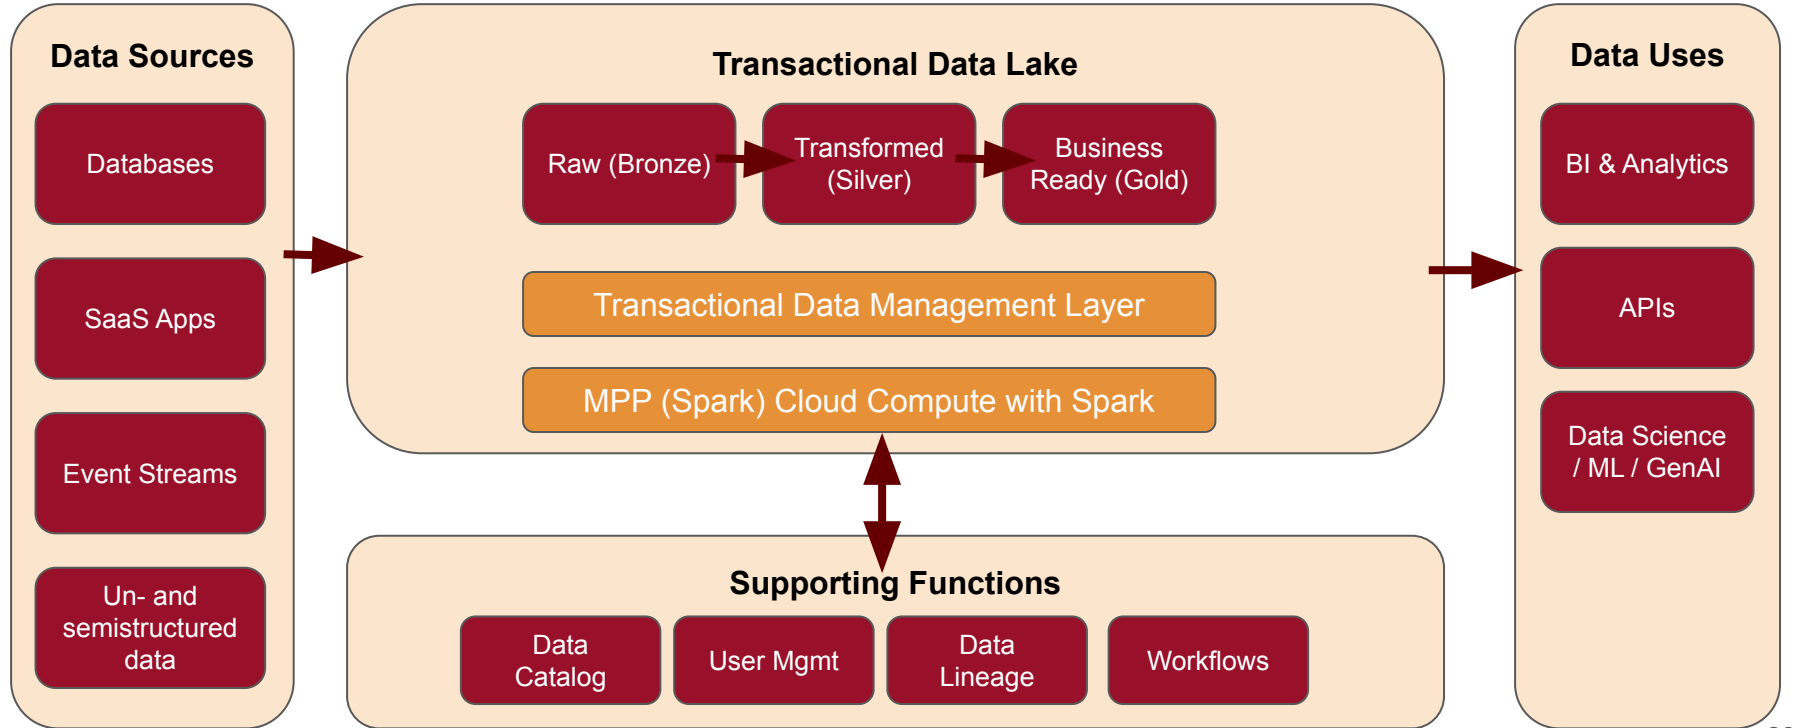 Data Sources
Databases
SaaS Apps
Event Streams
Un- and
semistructured
data
Transactional Data Lake
Raw (Bronze)
Transformed
(Silver)
Business
Ready (Gold)
Transactional Data Management Layer
MPP (Spark) Cloud Compute with Spark
Supporting Functions
Data
Catalog
User Mgmt
Data
Lineage
Workflows
Data Uses
BI & Analytics
APIs
Data Science
/ ML / GenAI